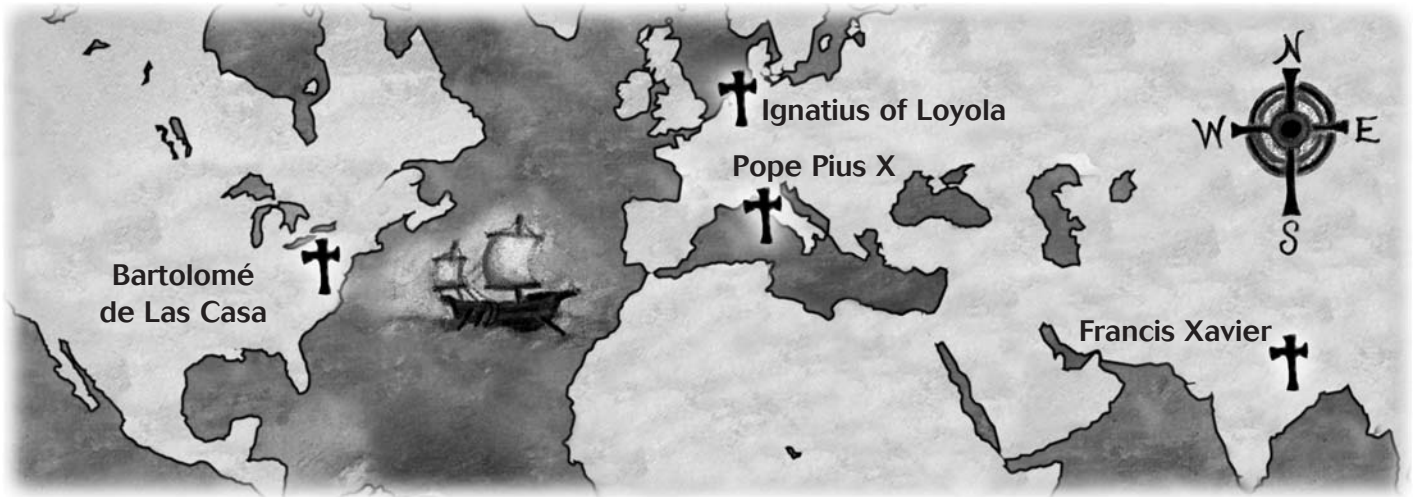 N
Ignatius of Loyola
W
E
Pope Pius X
S
Bartolomé
de Las Casa
Francis Xavier